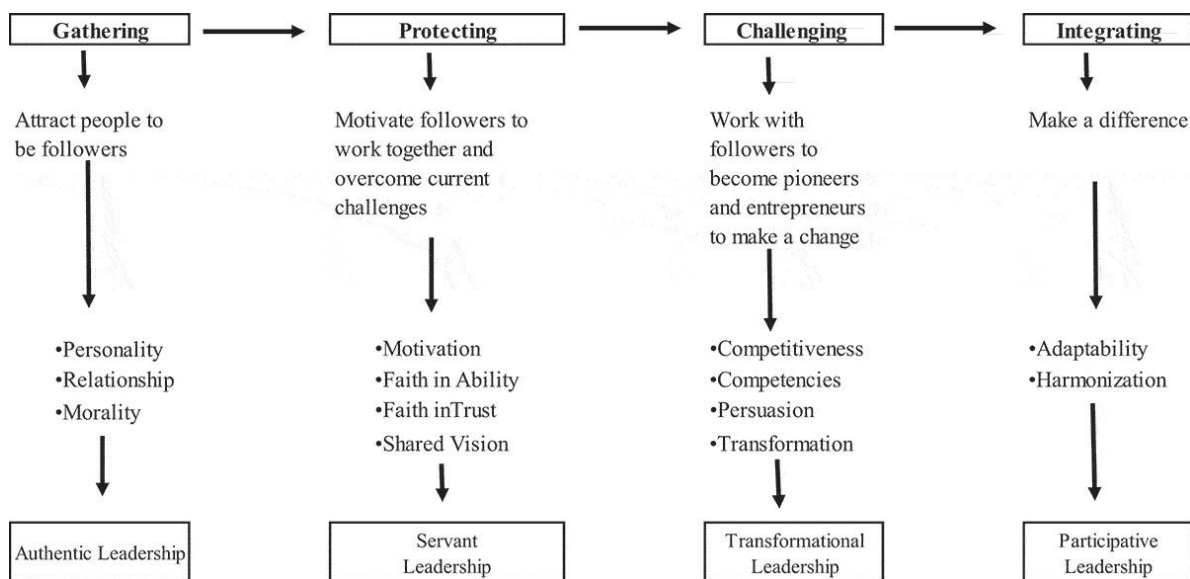 Gathering
Protecting
Challenging
Integrating
Attract people to
be followers
Motivate followers to
work together and
overcome current
challenges
Work with
followers to
become pioneers
and entrepreneurs
to make a change
Make a difference
•Personality
•Relationship
•Morality
•Motivation
•Faith in Ability
•Faith inTrust
•Shared Vision
•Competitiveness
•Competencies
•Persuasion
•Transformation
•Adaptability
•Harmonization
Authentic Leadership
Servant
Leadership
Transformational
Leadership
Participative
Leadership